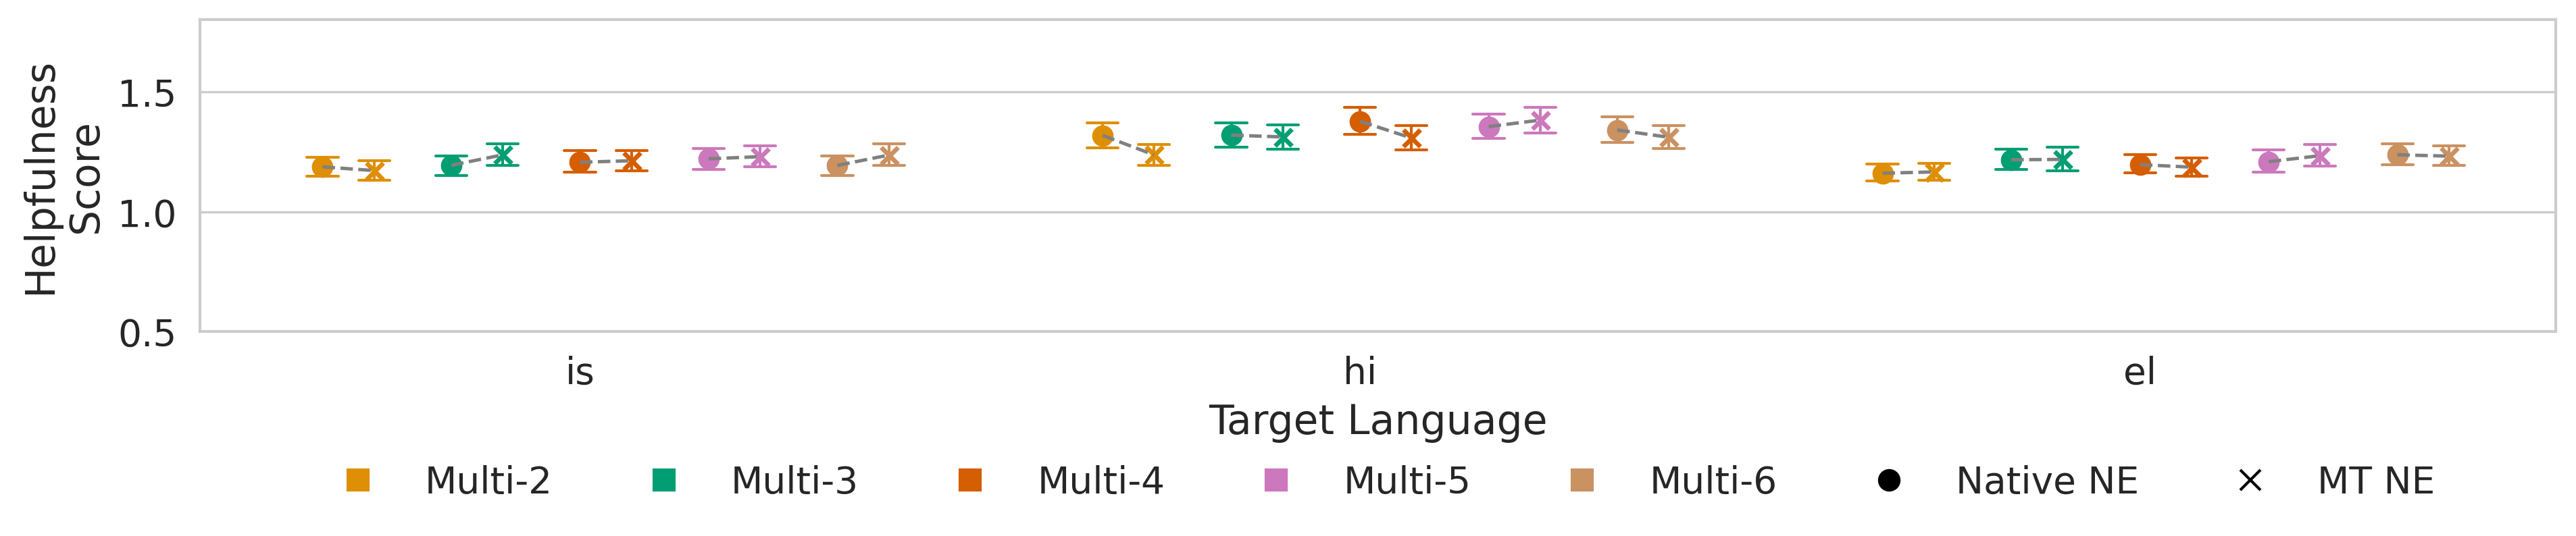 Helpfulness
Score
1.5
1.0
0.5
is hi el
Target Language
Multi-2 Multi-3 Multi-4 Multi-5 Multi-6 Native NE MT NE